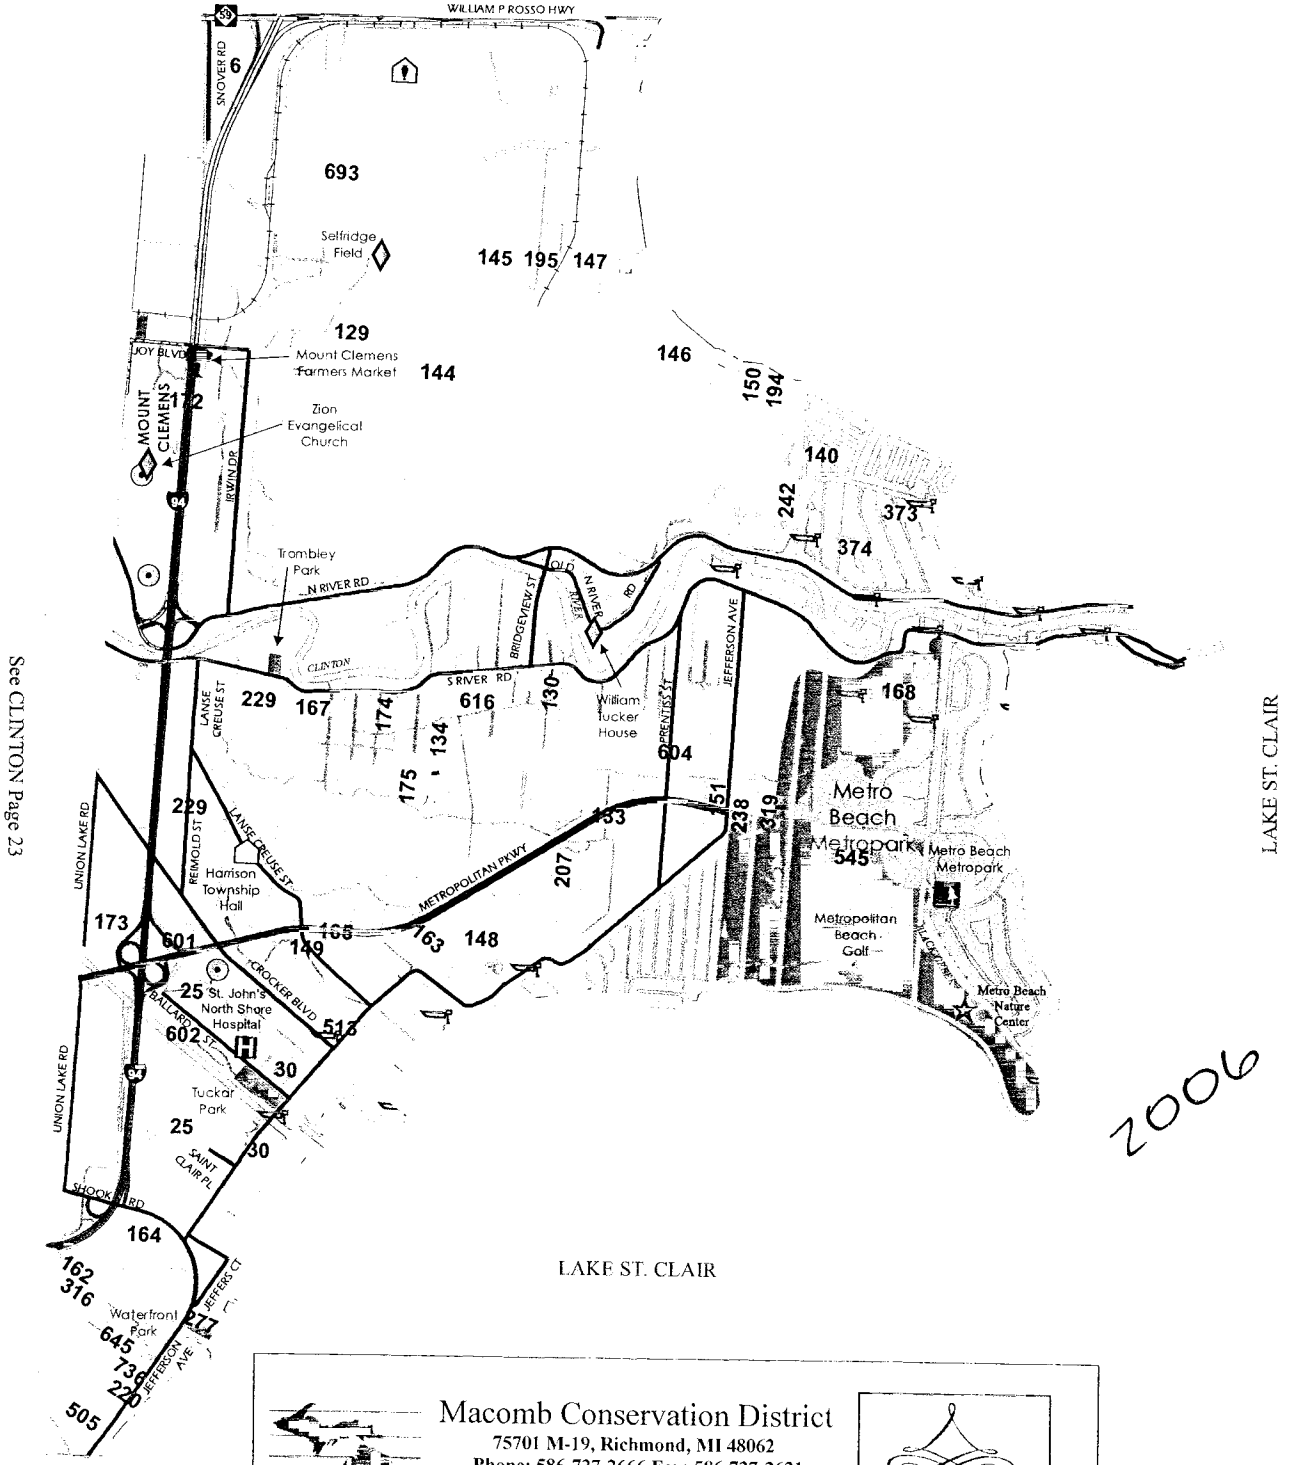 WILLIAM P ROSSO HWY
59
SNOVER RD
6
693
Selfridge
Field
145 195 147
129
JOY BLVD
Mount Clemens
Farmers Market
144
146
150
194
172
MOUNT
CLEMENS
Zion
Evangelical
Church
IRWIN DR
94
140
242
373
374
Trombley
Park
N RIVER RD
OLD
N RIVER
RD
RIVER
BRIDGEVIEW ST
CLINTON
S RIVER RD
JEFFERSON AVE
PRENTISS ST
LANSE
CREUSE ST
229
167
174
134
175
616
130
William
Tucker
House
604
168
See CLINTON Page 23
LAKE ST. CLAIR
UNION LAKE RD
229
REIMOLD ST
LANSE CREUSE ST
Harrison
Township
Hall
METROPOLITAN PKWY
133
207
151
238
319
Metro
Beach
Metropark
545
Metro Beach
Metropark
173
601
165
149
163
148
Metropolitan
Beach
Golf
25
St. John's
North Shore
Hospital
H
CROCKER BLVD
513
BALLARD ST
602
30
Metro Beach
Nature
Center
UNION LAKE RD
94
Tuckar
Park
25
30
SAINT
CLAIR PL
2006
SHOOK RD
164
162
316
JEFFERS CT
277
Waterfront
Park
645
736
220
JEFFERSON
AVE
505
LAKE ST. CLAIR
Macomb Conservation District
75701 M-19, Richmond, MI 48062